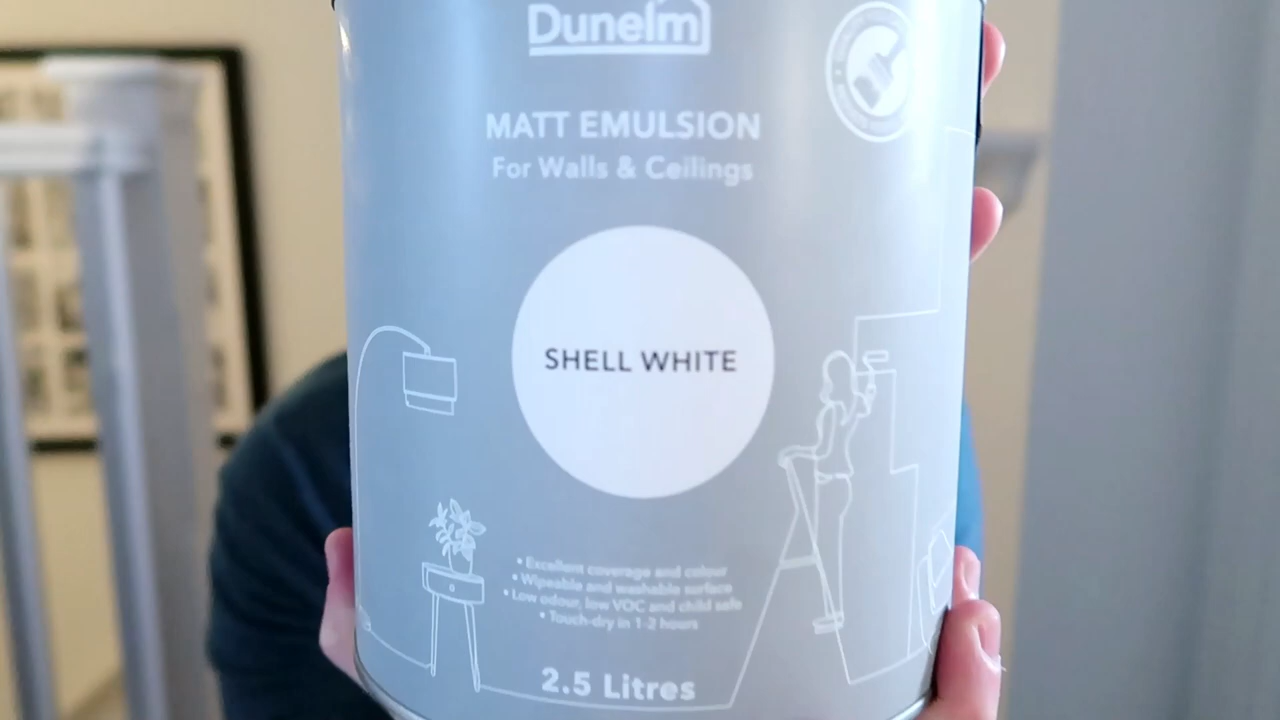 Dunelm
MATT EMULSION
For Walls & Ceilings
SHELL WHITE
• Excellent coverage and colour
• Wipeable and washable surface
• Low odour, low VOC and child safe
• Touch-dry in 1-2 hours
2.5 Litres